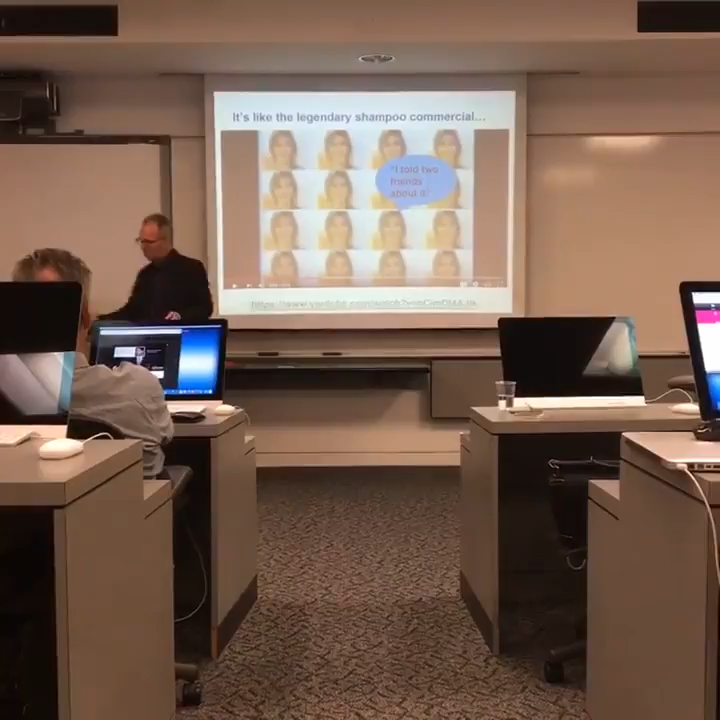 It's like the legendary shampoo commercial...
"I told two
friends
about it"